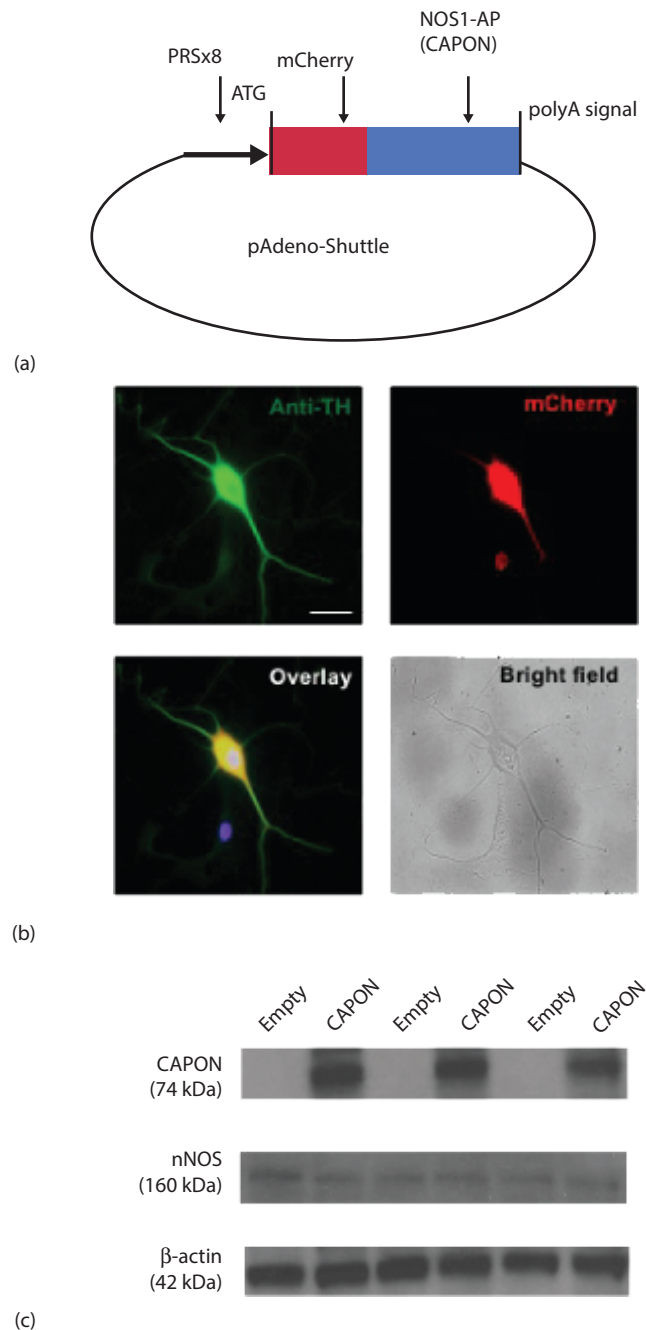 NOS1-AP
(CAPON)
PRSx8
mCherry
ATG
polyA signal
pAdeno-Shuttle
(a)
Anti-TH
mCherry
Overlay
Bright field
(b)
Empty
CAPON
Empty
CAPON
Empty
CAPON
CAPON
(74 kDa)
nNOS
(160 kDa)
β-actin
(42 kDa)
(c)